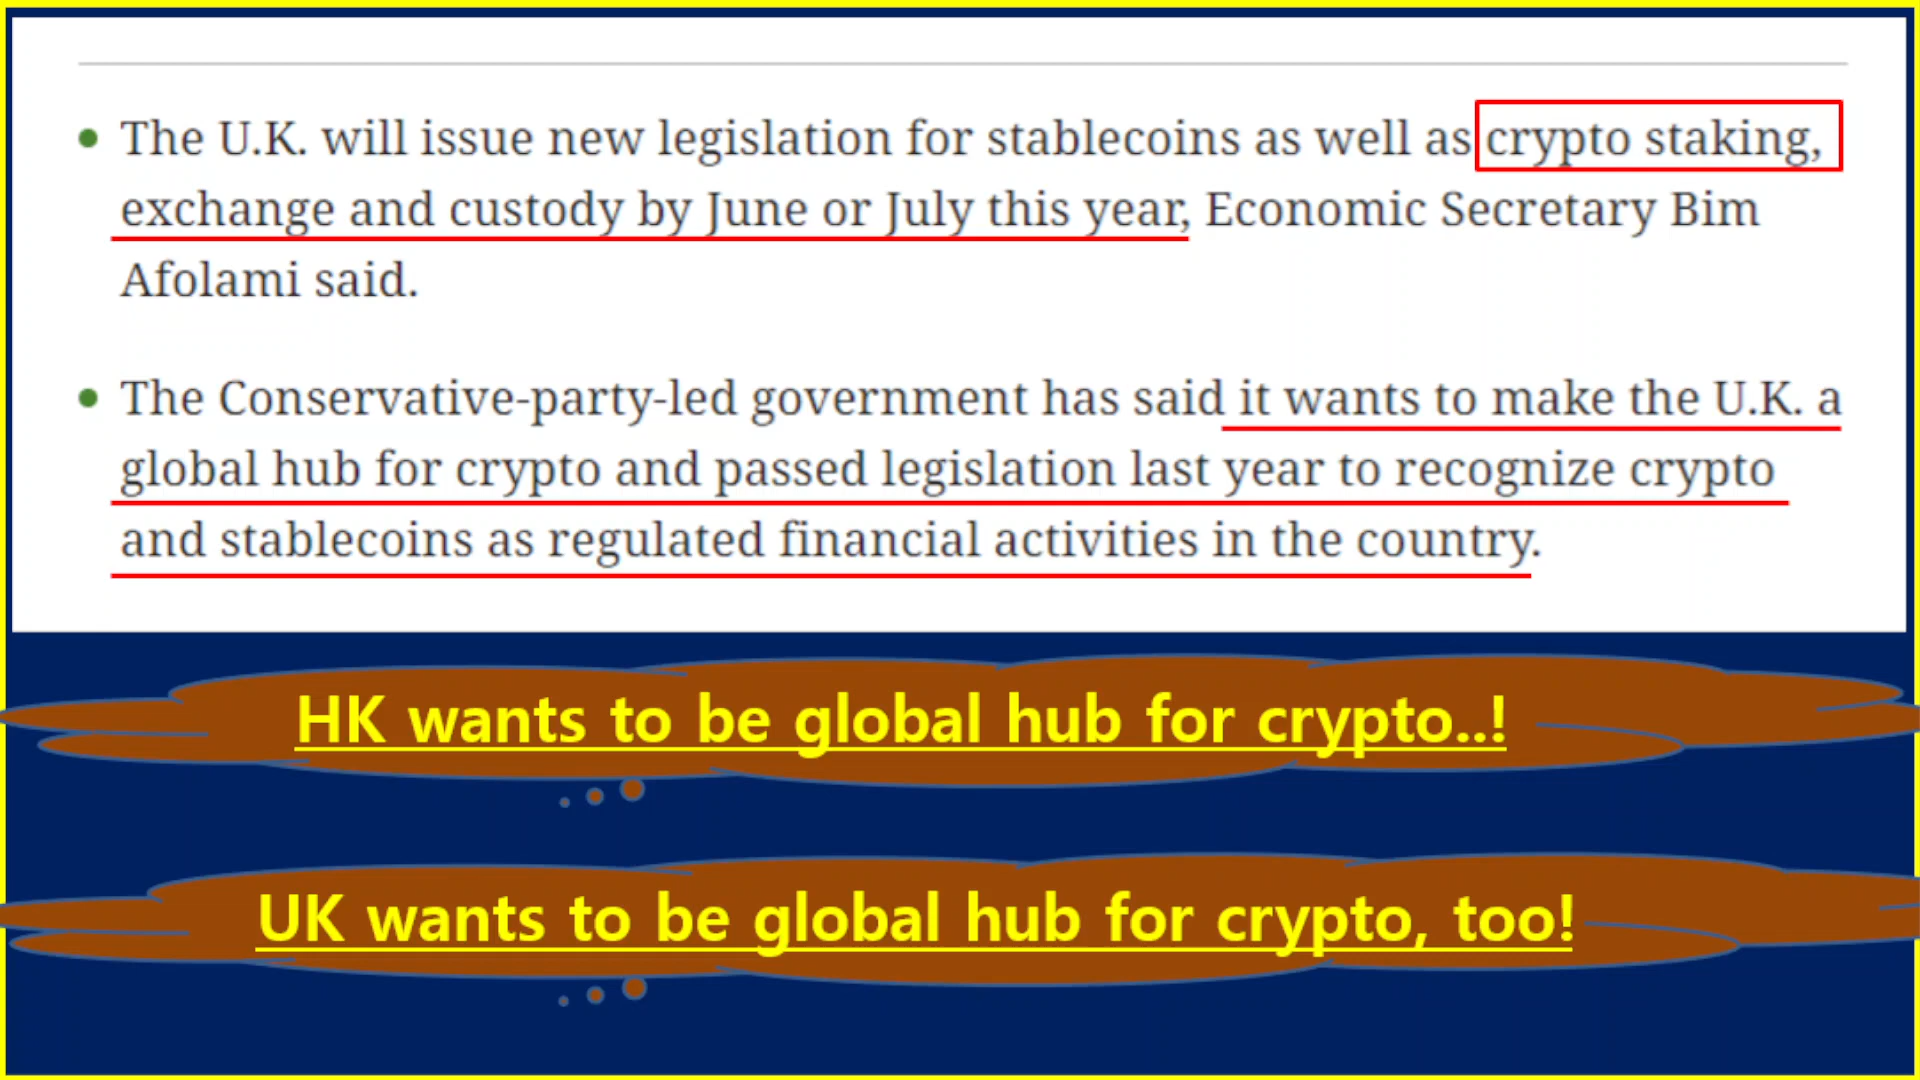 The U.K. will issue new legislation for stablecoins as well as crypto staking,
exchange and custody by June or July this year, Economic Secretary Bim
Afolami said.
The Conservative-party-led government has said it wants to make the U.K. a
global hub for crypto and passed legislation last year to recognize crypto
and stablecoins as regulated financial activities in the country.
HK wants to be global hub for crypto..!
UK wants to be global hub for crypto, too!